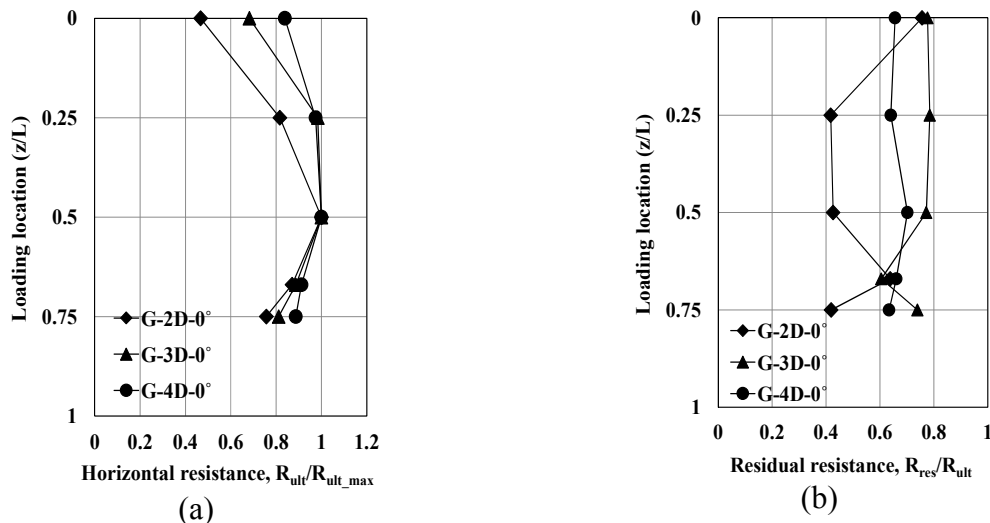 0
0.25
0.5
0.75
1
Loading location (z/L)
G-2D-0°
G-3D-0°
G-4D-0°
0 0.2 0.4 0.6 0.8 1 1.2
Horizontal resistance, Rult/Rult_max
(a)
0
0.25
0.5
0.75
1
Loading location (z/L)
G-2D-0°
G-3D-0°
G-4D-0°
0 0.2 0.4 0.6 0.8 1
Residual resistance, Rres/Rult
(b)